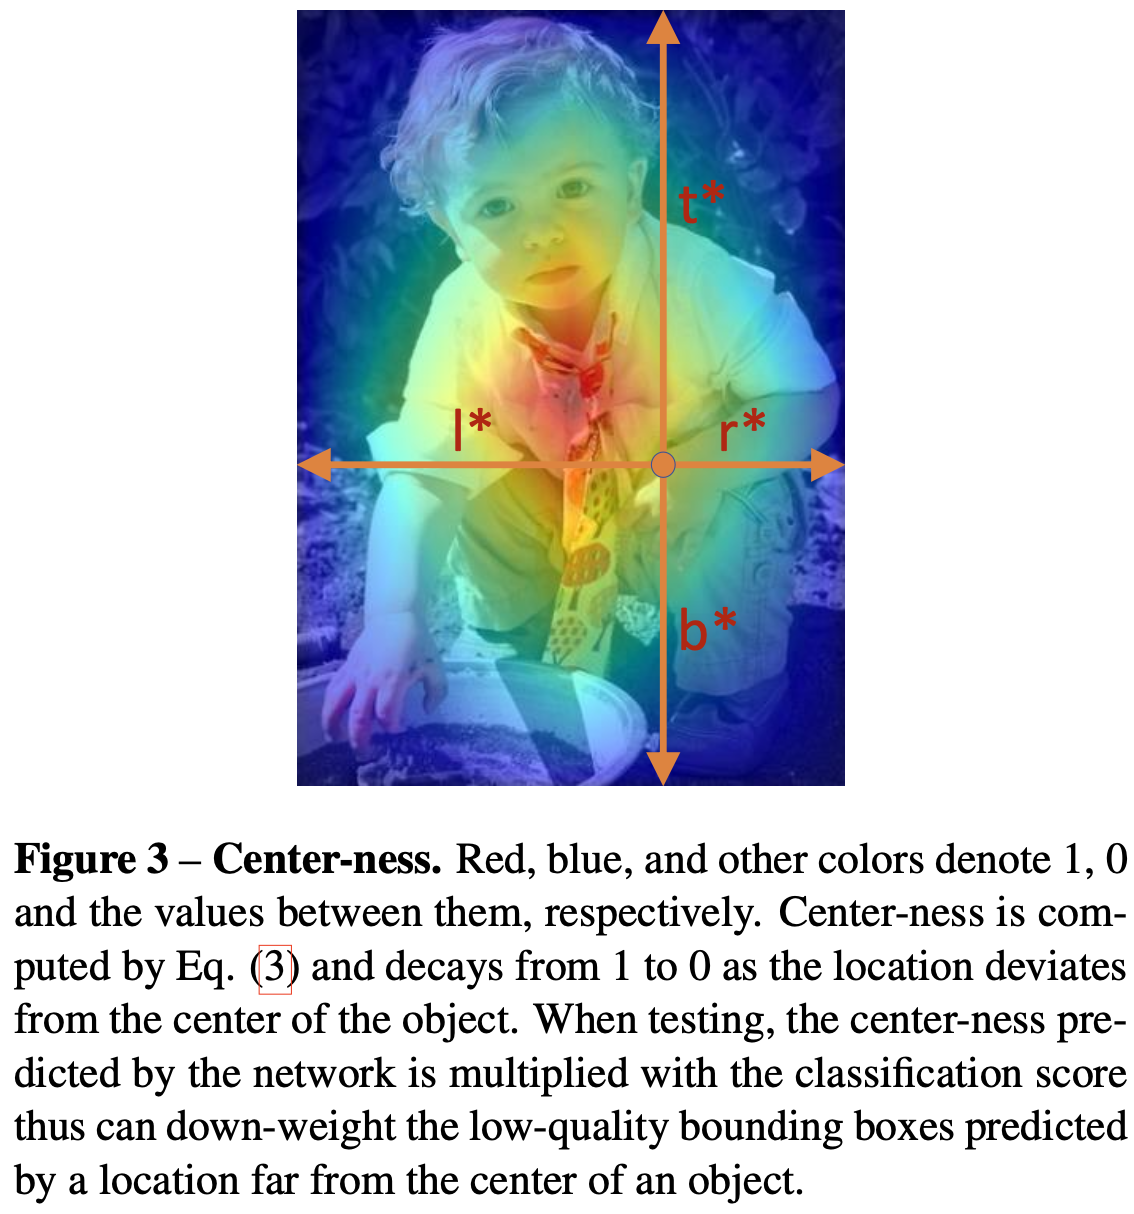 t*
l*
r*
b*
Figure 3 – Center-ness. Red, blue, and other colors denote 1, 0
and the values between them, respectively. Center-ness is com-
puted by Eq. (3) and decays from 1 to 0 as the location deviates
from the center of the object. When testing, the center-ness pre-
dicted by the network is multiplied with the classification score
thus can down-weight the low-quality bounding boxes predicted
by a location far from the center of an object.